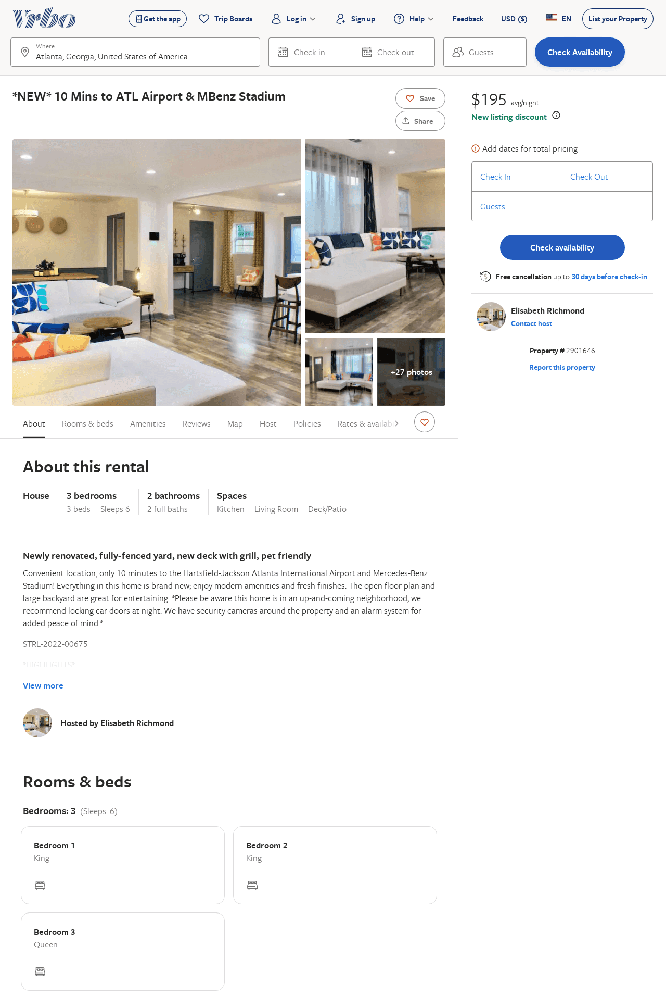 Vrbo
Get the app
Trip Boards
Log in
Sign up
Help
Feedback
USD ($)
EN
List your Property
Where
Atlanta, Georgia, United States of America
Check-in
Check-out
Guests
Check Availability
*NEW* 10 Mins to ATL Airport & MBenz Stadium
Save
Share
+27 photos
$195 avg/night
New listing discount
Add dates for total pricing
Check In
Check Out
Guests
Check availability
Free cancellation up to 30 days before check-in
Elisabeth Richmond
Contact host
Property # 2901646
Report this property
About
Rooms & beds
Amenities
Reviews
Map
Host
Policies
Rates & availab
About this rental
House
3 bedrooms
3 beds · Sleeps 6
2 bathrooms
2 full baths
Spaces
Kitchen · Living Room · Deck/Patio
Newly renovated, fully-fenced yard, new deck with grill, pet friendly
Convenient location, only 10 minutes to the Hartsfield-Jackson Atlanta International Airport and Mercedes-Benz
Stadium! Everything in this home is brand new; enjoy modern amenities and fresh finishes. The open floor plan and
large backyard are great for entertaining. *Please be aware this home is in an up-and-coming neighborhood; we
recommend locking car doors at night. We have security cameras around the property and an alarm system for
added peace of mind.*
STRL-2022-00675
*HIGHLIGHTS*
View more
Hosted by Elisabeth Richmond
Rooms & beds
Bedrooms: 3 (Sleeps: 6)
Bedroom 1
King
Bedroom 2
King
Bedroom 3
Queen